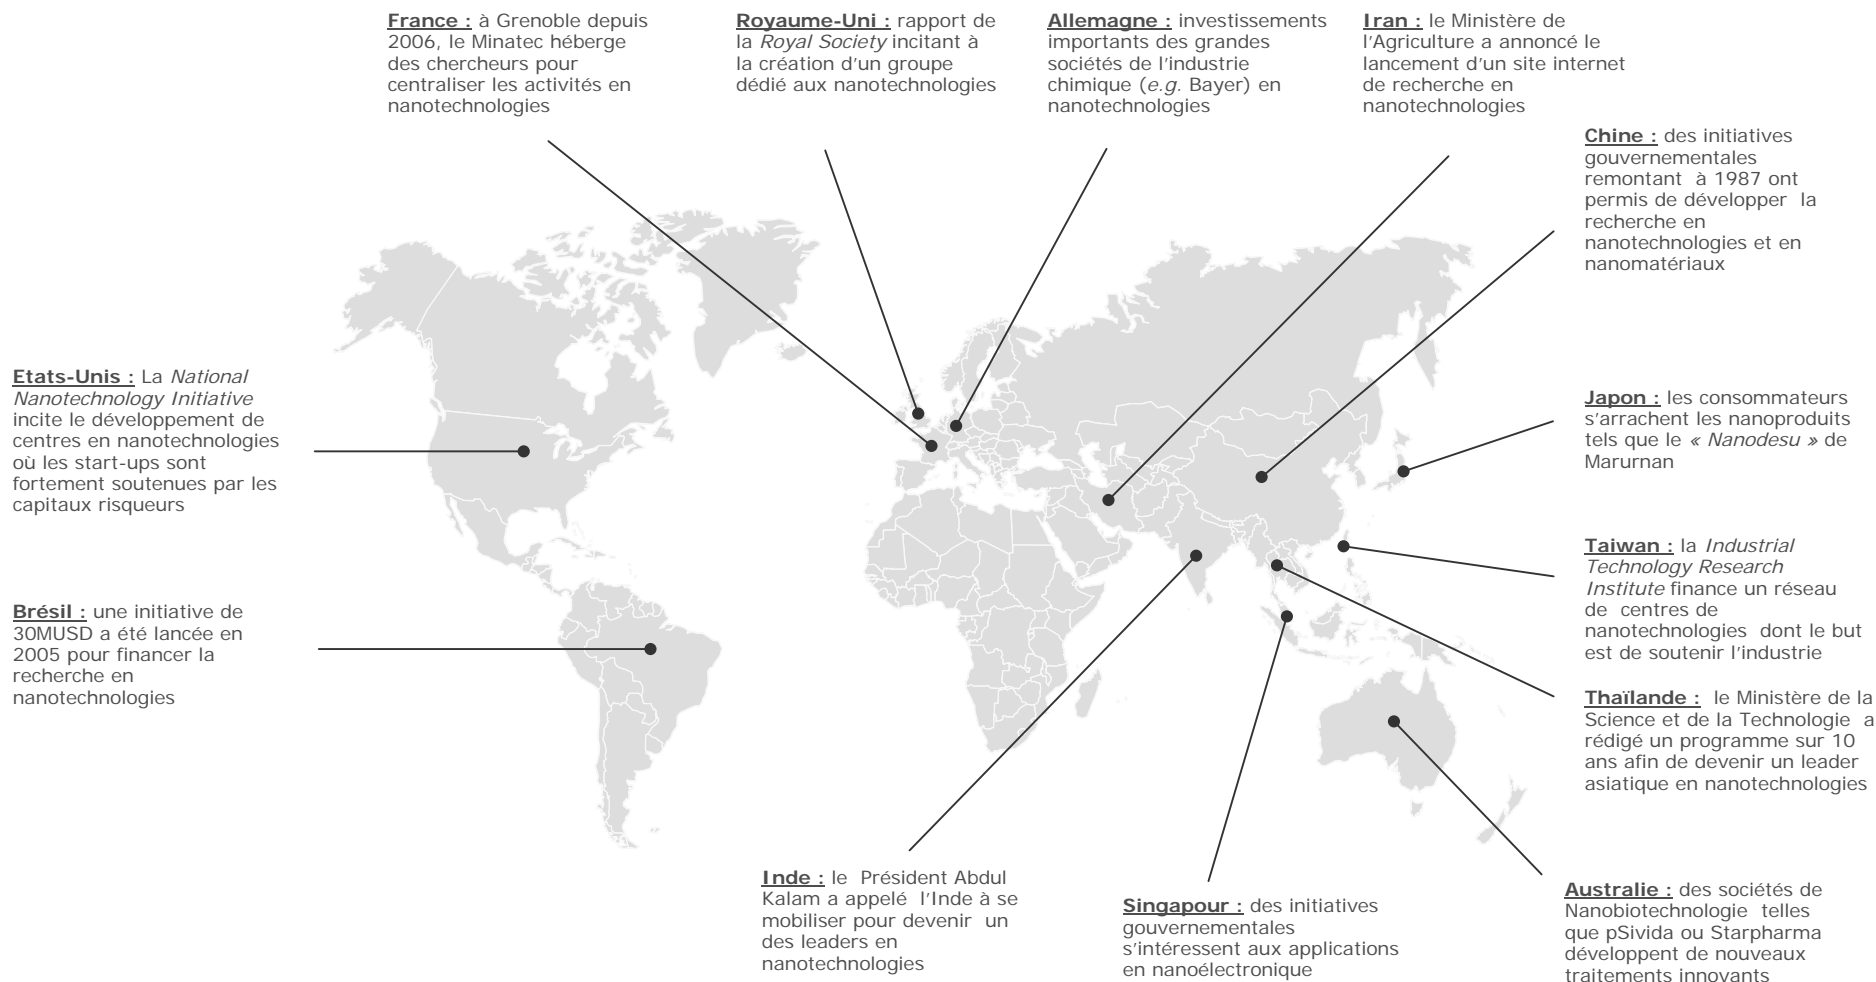 France : à Grenoble depuis
2006, le Minatec héberge
des chercheurs pour
centraliser les activités en
nanotechnologies
Royaume-Uni : rapport de
la Royal Society incitant à
la création d'un groupe
dédié aux nanotechnologies
Allemagne : investissements
importants des grandes
sociétés de l'industrie
chimique (e.g. Bayer) en
nanotechnologies
Iran : le Ministère de
l'Agriculture a annoncé le
lancement d'un site internet
de recherche en
nanotechnologies
Chine : des initiatives
gouvernementales
remontant à 1987 ont
permis de développer la
recherche en
nanotechnologies et en
nanomatériaux
Etats-Unis : La National
Nanotechnology Initiative
incite le développement de
centres en nanotechnologies
où les start-ups sont
fortement soutenues par les
capitaux risqueurs
Japon : les consommateurs
s'arrachent les nanoproduits
tels que le « Nanodesu » de
Marurnan
Taiwan : la Industrial
Technology Research
Institute finance un réseau
de centres de
nanotechnologies dont le but
est de soutenir l'industrie
Brésil : une initiative de
30MUSD a été lancée en
2005 pour financer la
recherche en
nanotechnologies
Thaïlande : le Ministère de la
Science et de la Technologie a
rédigé un programme sur 10
ans afin de devenir un leader
asiatique en nanotechnologies
Inde : le Président Abdul
Kalam a appelé l'Inde à se
mobiliser pour devenir un
des leaders en
nanotechnologies
Singapour : des initiatives
gouvernementales
s'intéressent aux applications
en nanoélectronique
Australie : des sociétés de
Nanobiotechnologie telles
que pSivida ou Starpharma
développent de nouveaux
traitements innovants